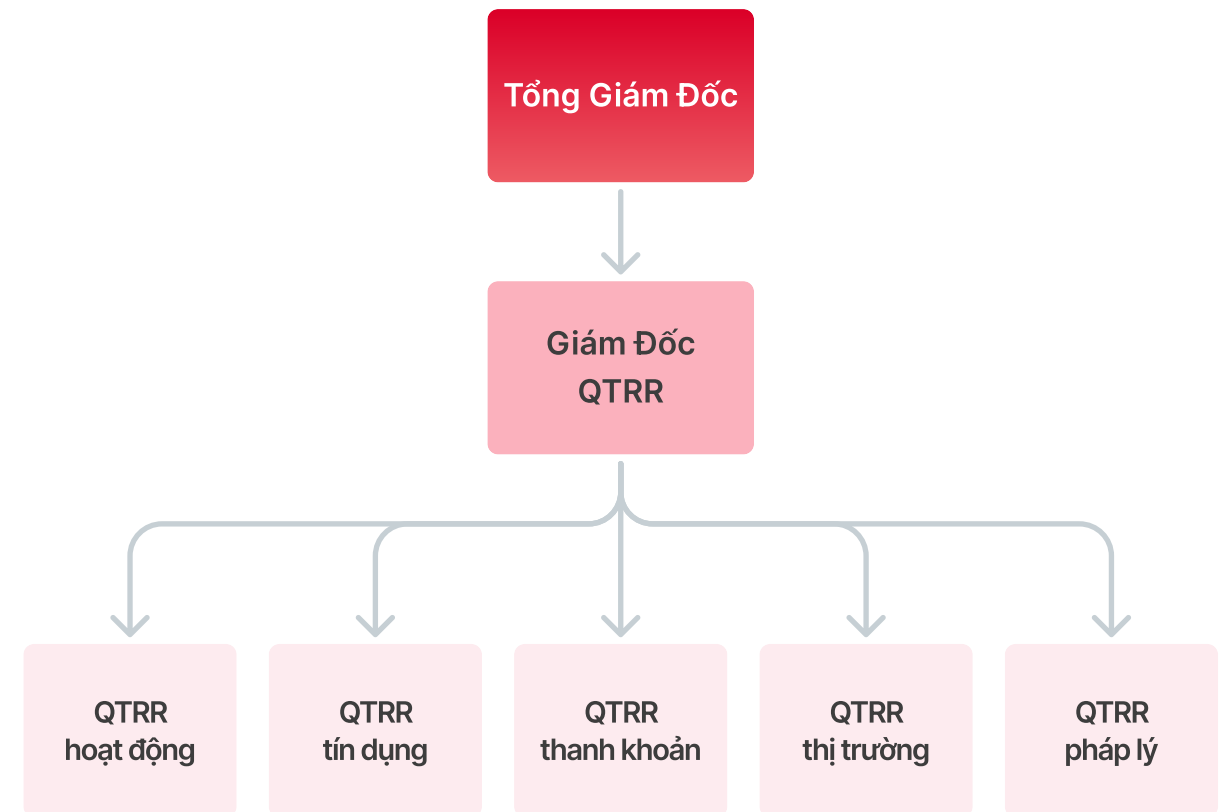 Tổng Giám Đốc
Giám Đốc
QTRR
QTRR
hoạt động
QTRR
tín dụng
QTRR
thanh khoản
QTRR
thị trường
QTRR
pháp lý